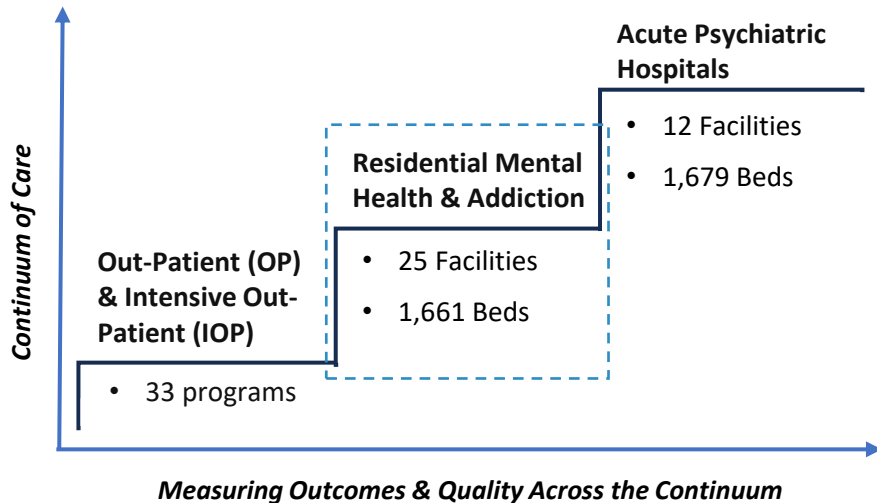 Continuum of Care
Out-Patient (OP)
& Intensive Out-
Patient (IOP)
• 33 programs
Residential Mental
Health & Addiction
• 25 Facilities
• 1,661 Beds
Acute Psychiatric
Hospitals
• 12 Facilities
• 1,679 Beds
Measuring Outcomes & Quality Across the Continuum